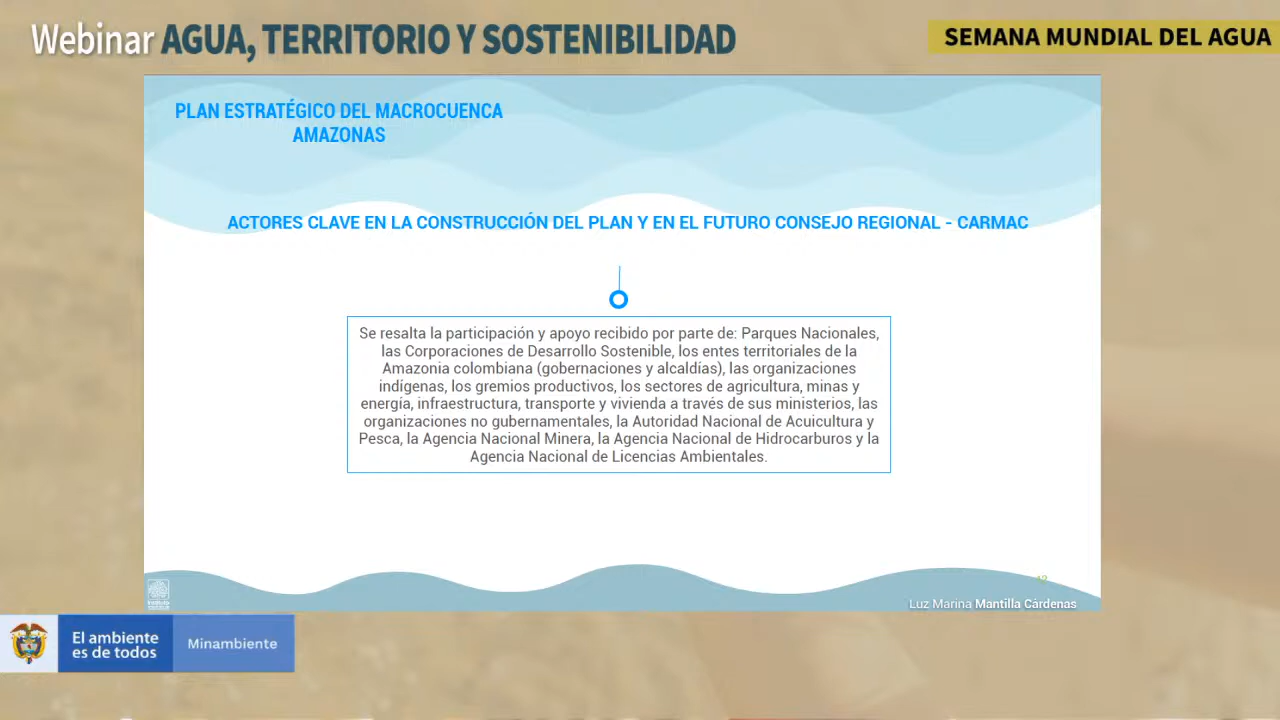 Webinar AGUA, TERRITORIO Y SOSTENIBILIDAD
SEMANA MUNDIAL DEL AGUA
PLAN ESTRATÉGICO DEL MACROCUENCA
AMAZONAS
ACTORES CLAVE EN LA CONSTRUCCIÓN DEL PLAN Y EN EL FUTURO CONSEJO REGIONAL - CARMAC
Se resalta la participación y apoyo recibido por parte de: Parques Nacionales,
las Corporaciones de Desarrollo Sostenible, los entes territoriales de la
Amazonia colombiana (gobernaciones y alcaldías), las organizaciones
indígenas, los gremios productivos, los sectores de agricultura, minas y
energía, infraestructura, transporte y vivienda a través de sus ministerios, las
organizaciones no gubernamentales, la Autoridad Nacional de Acuicultura y
Pesca, la Agencia Nacional Minera, la Agencia Nacional de Hidrocarburos y la
Agencia Nacional de Licencias Ambientales.
Luz Marina Mantilla Cárdenas
El ambiente
es de todos
Minambiente